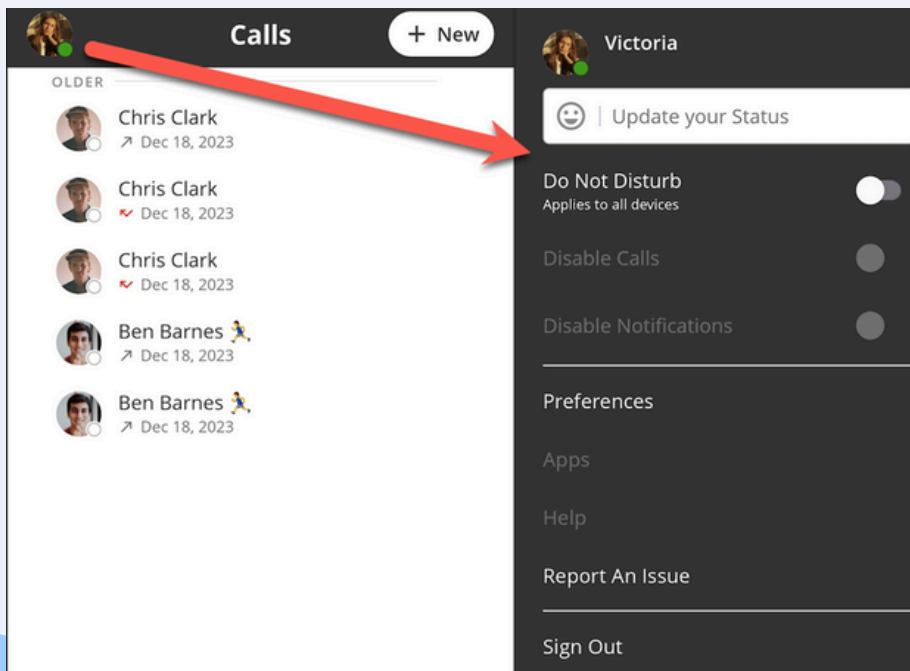 Calls
+ New
OLDER
Chris Clark
Dec 18, 2023
Chris Clark
Dec 18, 2023
Chris Clark
Dec 18, 2023
Ben Barnes 🏃‍♂️
Dec 18, 2023
Ben Barnes 🏃‍♂️
Dec 18, 2023
Victoria
Update your Status
Do Not Disturb
Applies to all devices
Disable Calls
Disable Notifications
Preferences
Apps
Help
Report An Issue
Sign Out